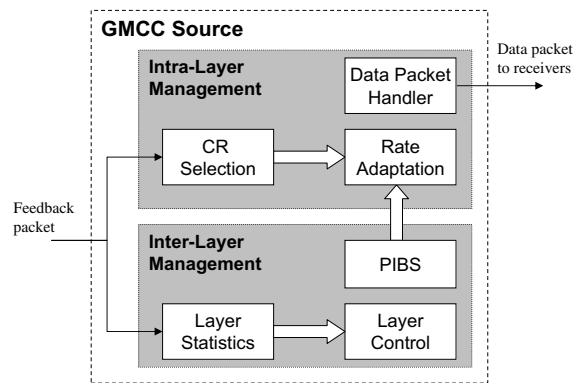 GMCC Source
Intra-Layer
Management
Data Packet
Handler
Data packet
to receivers
CR
Selection
Rate
Adaptation
Feedback
packet
Inter-Layer
Management
PIBS
Layer
Statistics
Layer
Control